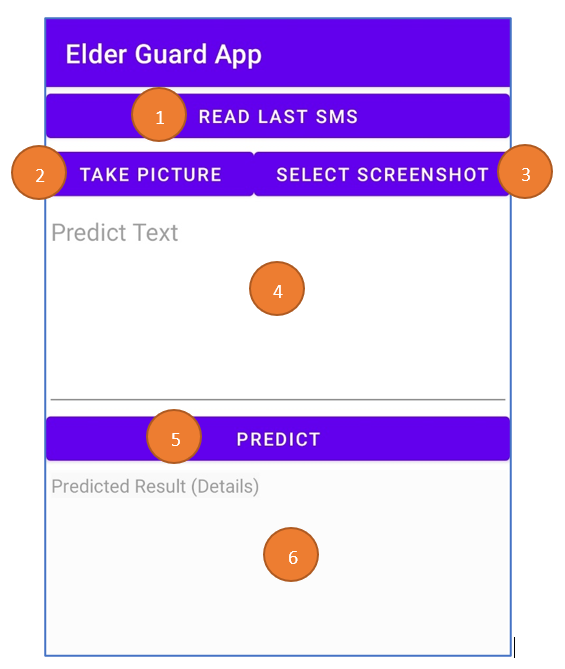 Elder Guard App
1 READ LAST SMS
2 TAKE PICTURE SELECT SCREENSHOT 3
Predict Text
4
5 PREDICT
Predicted Result (Details)
6